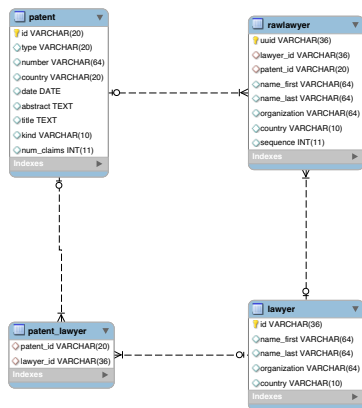 patent
id VARCHAR(20)
type VARCHAR(20)
number VARCHAR(64)
country VARCHAR(20)
date DATE
abstract TEXT
title TEXT
kind VARCHAR(10)
num_claims INT(11)
Indexes
rawlawyer
uuid VARCHAR(36)
lawyer_id VARCHAR(36)
patent_id VARCHAR(20)
name_first VARCHAR(64)
name_last VARCHAR(64)
organization VARCHAR(64)
country VARCHAR(10)
sequence INT(11)
Indexes
patent_lawyer
patent_id VARCHAR(20)
lawyer_id VARCHAR(36)
Indexes
lawyer
id VARCHAR(36)
name_first VARCHAR(64)
name_last VARCHAR(64)
organization VARCHAR(64)
country VARCHAR(10)
Indexes